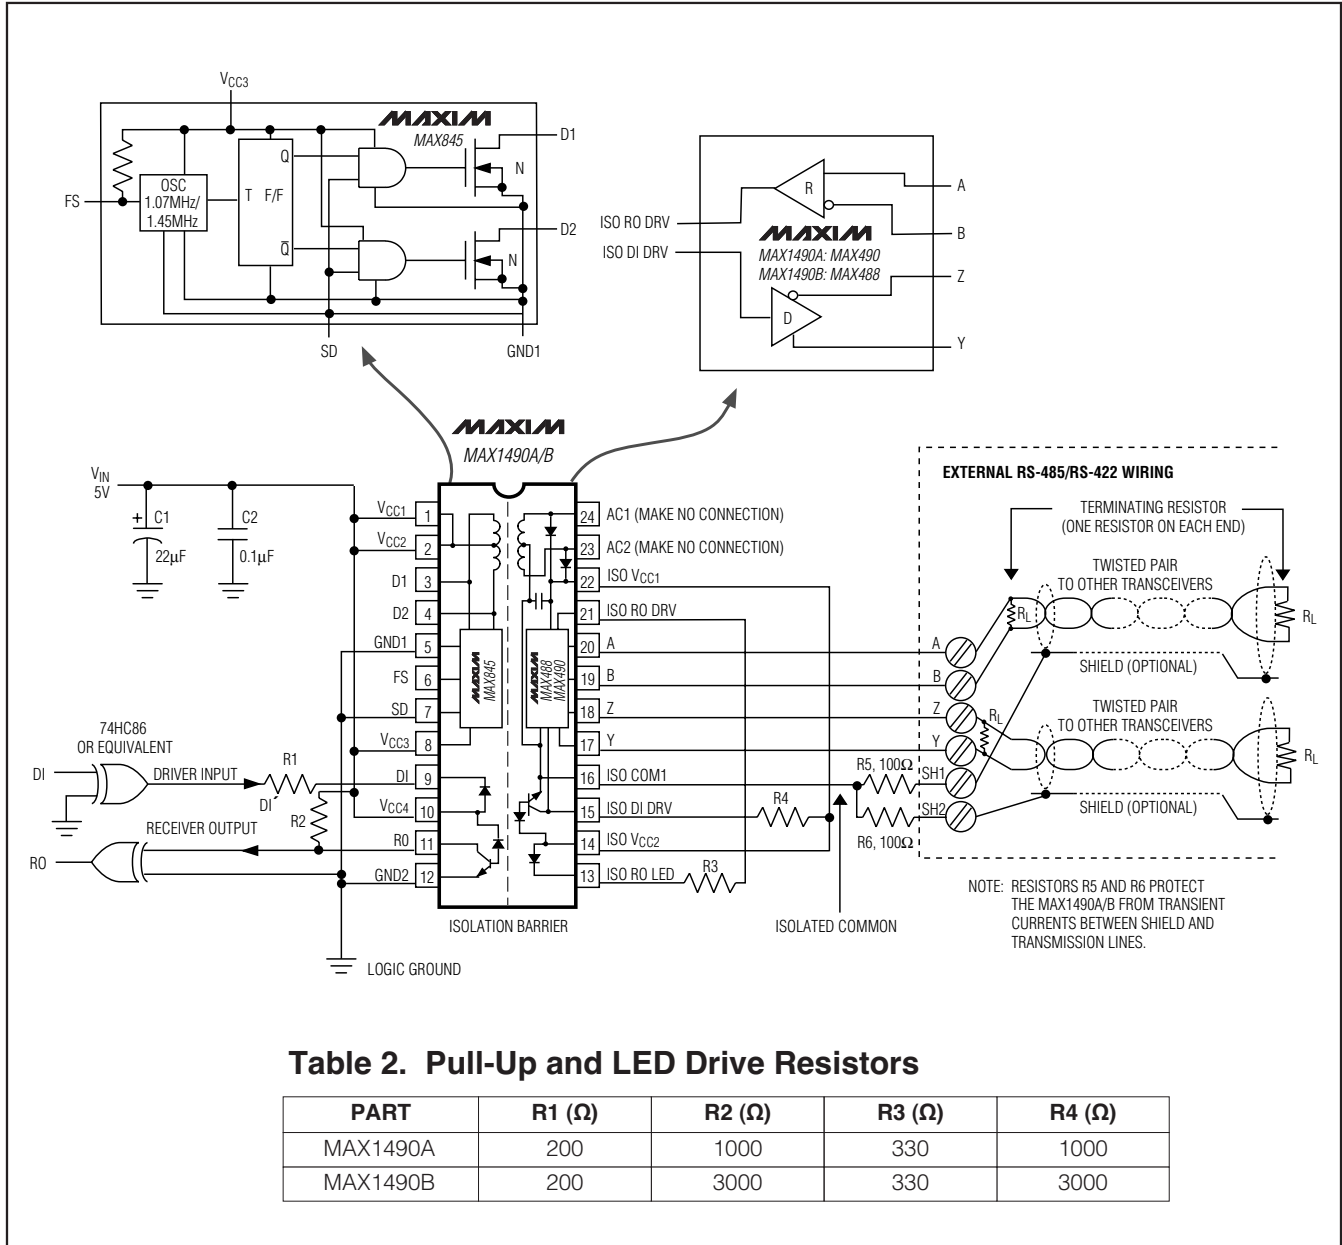 VCC3
MAXIM
MAX845
D1
Q
N
FS
OSC
1.07MHz/
1.45MHz
T F/F
D2
Q̅
N
SD
GND1
A
R
ISO RO DRV
B
MAXIM
ISO DI DRV
MAX1490A: MAX490
MAX1490B: MAX488
Z
D
Y
MAXIM
MAX1490A/B
VIN
5V
+ C1
22µF
C2
0.1µF
VCC1 1
VCC2 2
D1 3
D2 4
GND1 5
FS 6
SD 7
VCC3 8
DI 9
VCC4 10
RO 11
GND2 12
MAXIM
MAX845
MAXIM
MAX488
MAX490
24 AC1 (MAKE NO CONNECTION)
23 AC2 (MAKE NO CONNECTION)
22 ISO VCC1
21 ISO RO DRV
20 A
19 B
18 Z
17 Y
16 ISO COM1
15 ISO DI DRV
14 ISO VCC2
13 ISO RO LED
74HC86
OR EQUIVALENT
DI
DRIVER INPUT
R1
DI´
R2
RECEIVER OUTPUT
RO
LOGIC GROUND
ISOLATION BARRIER
R3
R4
R5, 100Ω
R6, 100Ω
ISOLATED COMMON
EXTERNAL RS-485/RS-422 WIRING
TERMINATING RESISTOR
(ONE RESISTOR ON EACH END)
TWISTED PAIR
TO OTHER TRANSCEIVERS
RL
RL
A
SHIELD (OPTIONAL)
B
Z
RL
TWISTED PAIR
TO OTHER TRANSCEIVERS
Y
RL
SH1
SHIELD (OPTIONAL)
SH2
NOTE: RESISTORS R5 AND R6 PROTECT
THE MAX1490A/B FROM TRANSIENT
CURRENTS BETWEEN SHIELD AND
TRANSMISSION LINES.
Table 2. Pull-Up and LED Drive Resistors
PART R1 (Ω) R2 (Ω) R3 (Ω) R4 (Ω)
MAX1490A 200 1000 330 1000
MAX1490B 200 3000 330 3000